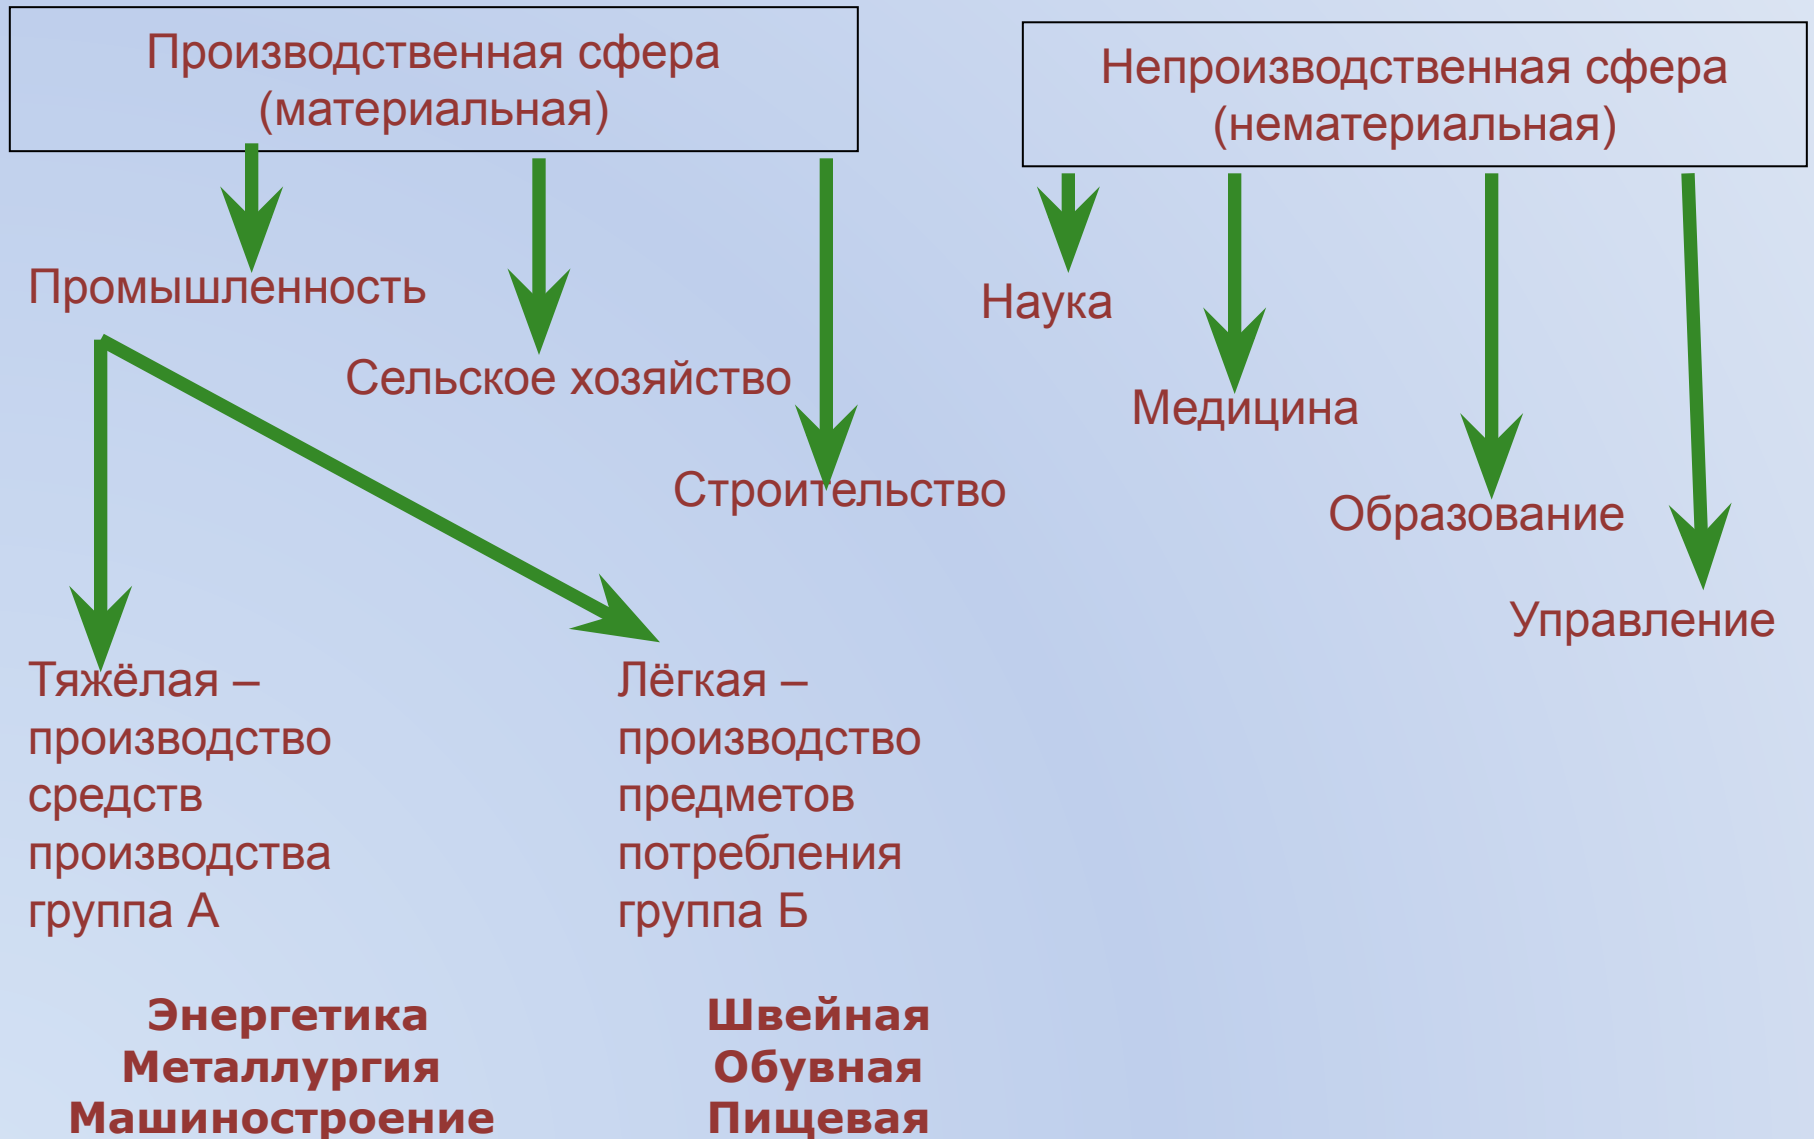 Производственная сфера
(материальная)
Непроизводственная сфера
(нематериальная)
Промышленность
Наука
Сельское хозяйство
Медицина
Строительство
Образование
Управление
Тяжёлая –
производство
средств
производства
группа А
Лёгкая –
производство
предметов
потребления
группа Б
Энергетика
Металлургия
Машиностроение
Швейная
Обувная
Пищевая